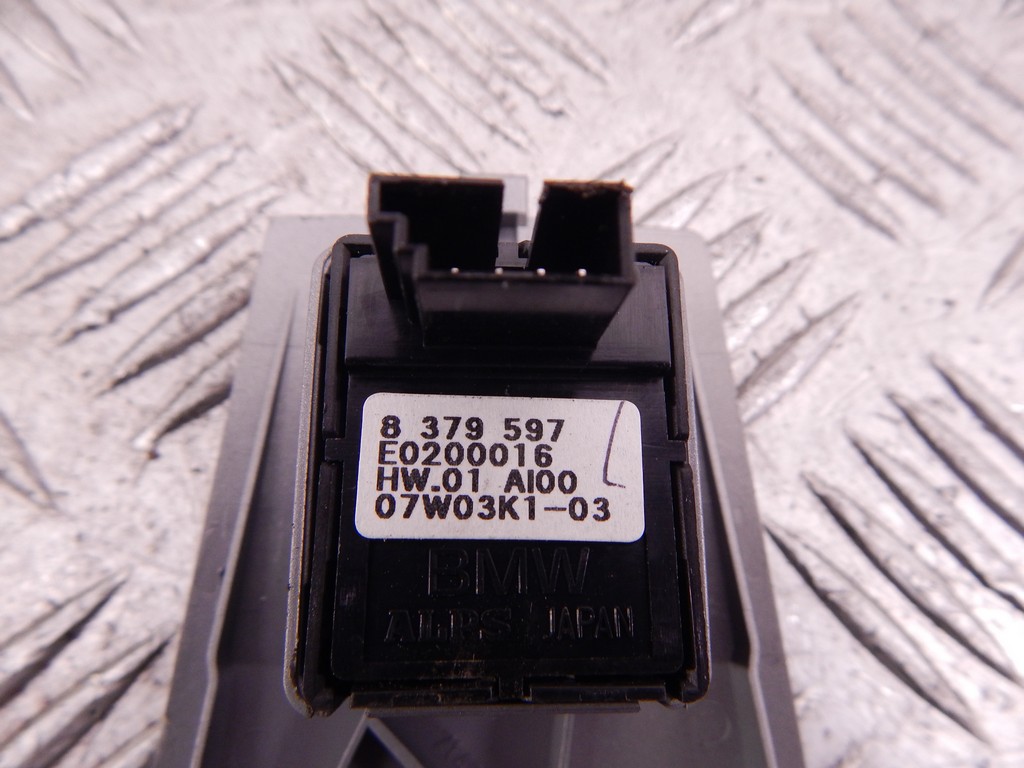 8 379 597
E0200016
HW.01 AI00
07W03K1-03
BMW
ALPS JAPAN